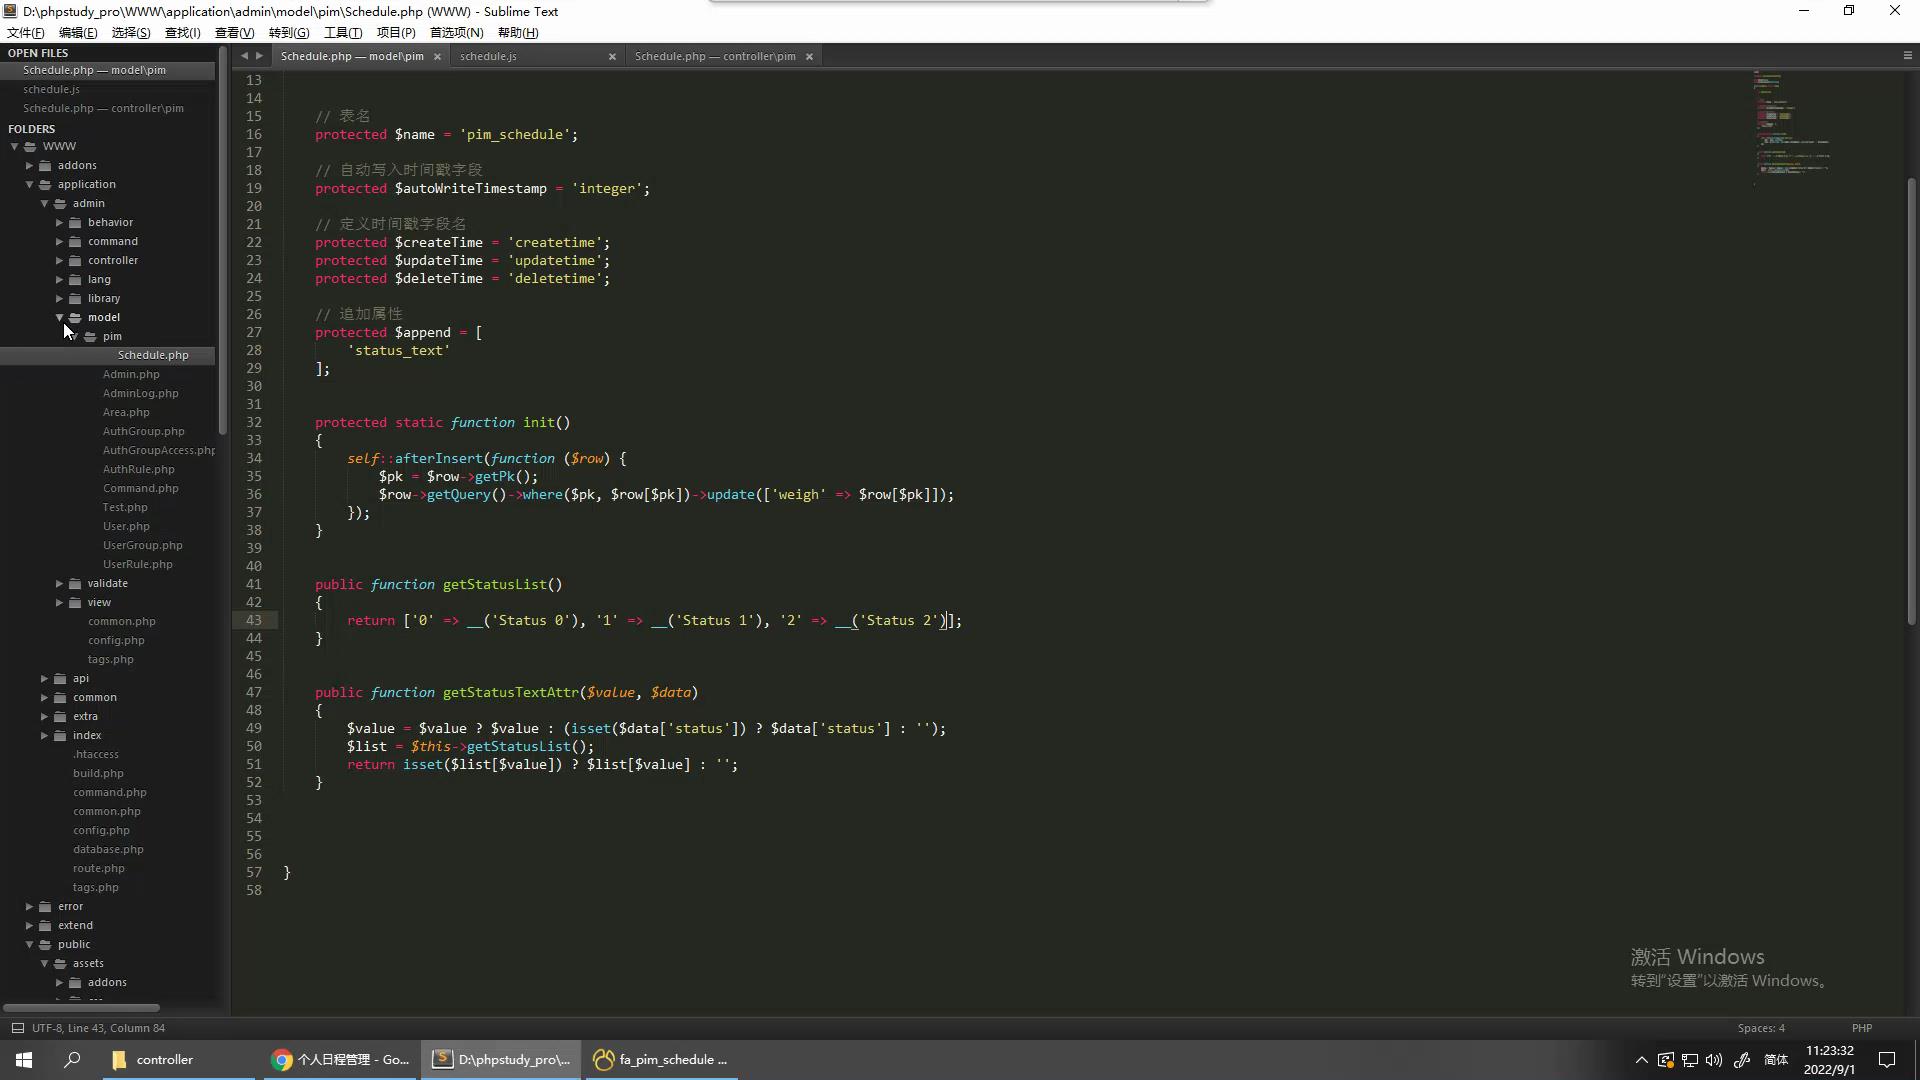 D:\phpstudy_pro\WWW\application\admin\model\pim\Schedule.php (WWW) - Sublime Text
文件(F) 编辑(E) 选择(S) 查找(I) 查看(V) 转到(G) 工具(T) 项目(P) 首选项(N) 帮助(H)
OPEN FILES
Schedule.php — model\pim
schedule.js
Schedule.php — controller\pim
FOLDERS
WWW
addons
application
admin
behavior
command
controller
lang
library
model
pim
Schedule.php
Admin.php
AdminLog.php
Area.php
AuthGroup.php
AuthGroupAccess.php
AuthRule.php
Command.php
Test.php
User.php
UserGroup.php
UserRule.php
validate
view
common.php
config.php
tags.php
api
common
extra
index
.htaccess
build.php
command.php
common.php
config.php
database.php
route.php
tags.php
error
extend
public
assets
addons
Schedule.php — model\pim × schedule.js × Schedule.php — controller\pim ×
13
14
15 // 表名
16 protected $name = 'pim_schedule';
17
18 // 自动写入时间戳字段
19 protected $autoWriteTimestamp = 'integer';
20
21 // 定义时间戳字段名
22 protected $createTime = 'createtime';
23 protected $updateTime = 'updatetime';
24 protected $deleteTime = 'deletetime';
25
26 // 追加属性
27 protected $append = [
28 'status_text'
29 ];
30
31
32 protected static function init()
33 {
34 self::afterInsert(function ($row) {
35 $pk = $row->getPk();
36 $row->getQuery()->where($pk, $row[$pk])->update(['weigh' => $row[$pk]]);
37 });
38 }
39
40
41 public function getStatusList()
42 {
43 return ['0' => __('Status 0'), '1' => __('Status 1'), '2' => __('Status 2')];
44 }
45
46
47 public function getStatusTextAttr($value, $data)
48 {
49 $value = $value ? $value : (isset($data['status']) ? $data['status'] : '');
50 $list = $this->getStatusList();
51 return isset($list[$value]) ? $list[$value] : '';
52 }
53
54
55
56
57 }
58
激活 Windows
转到“设置”以激活 Windows。
UTF-8, Line 43, Column 84 Spaces: 4 PHP
controller 个人日程管理 - Go... D:\phpstudy_pro\... fa_pim_schedule ... 简体 11:23:32
2022/9/1